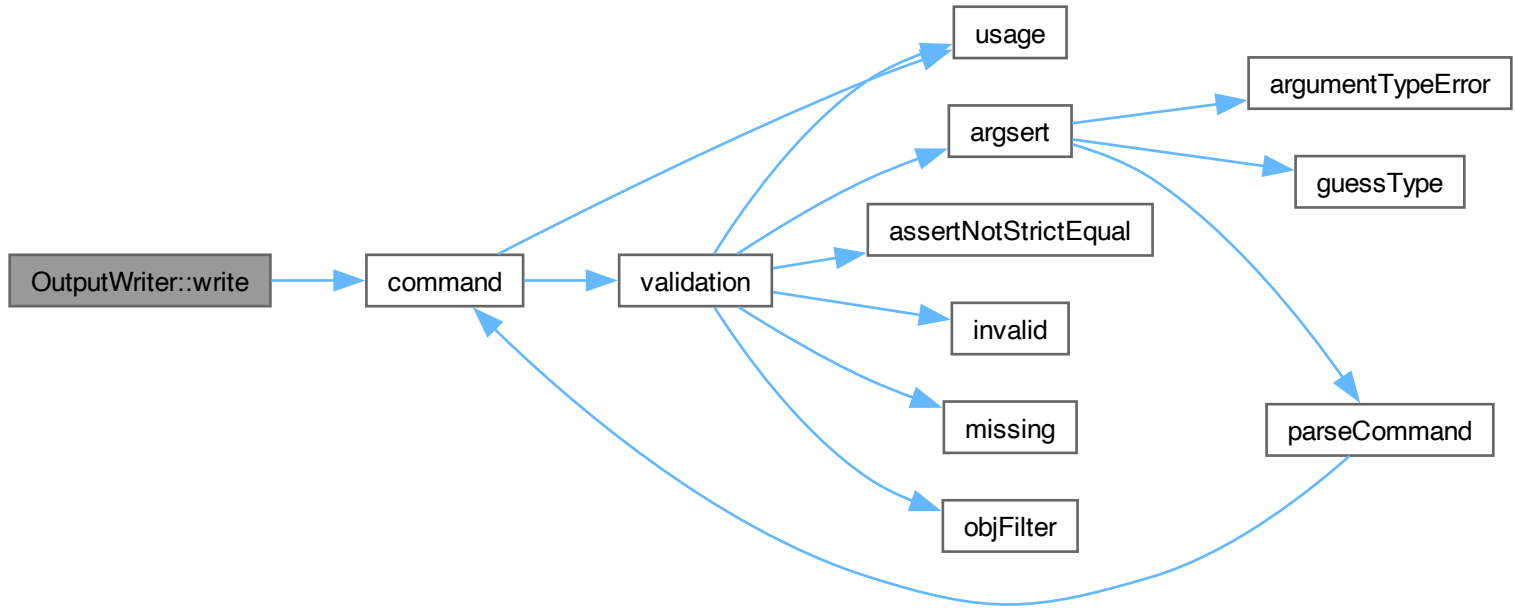 usage
argumentTypeError
argsert
guessType
assertNotStrictEqual
OutputWriter::write
command
validation
invalid
missing
parseCommand
objFilter